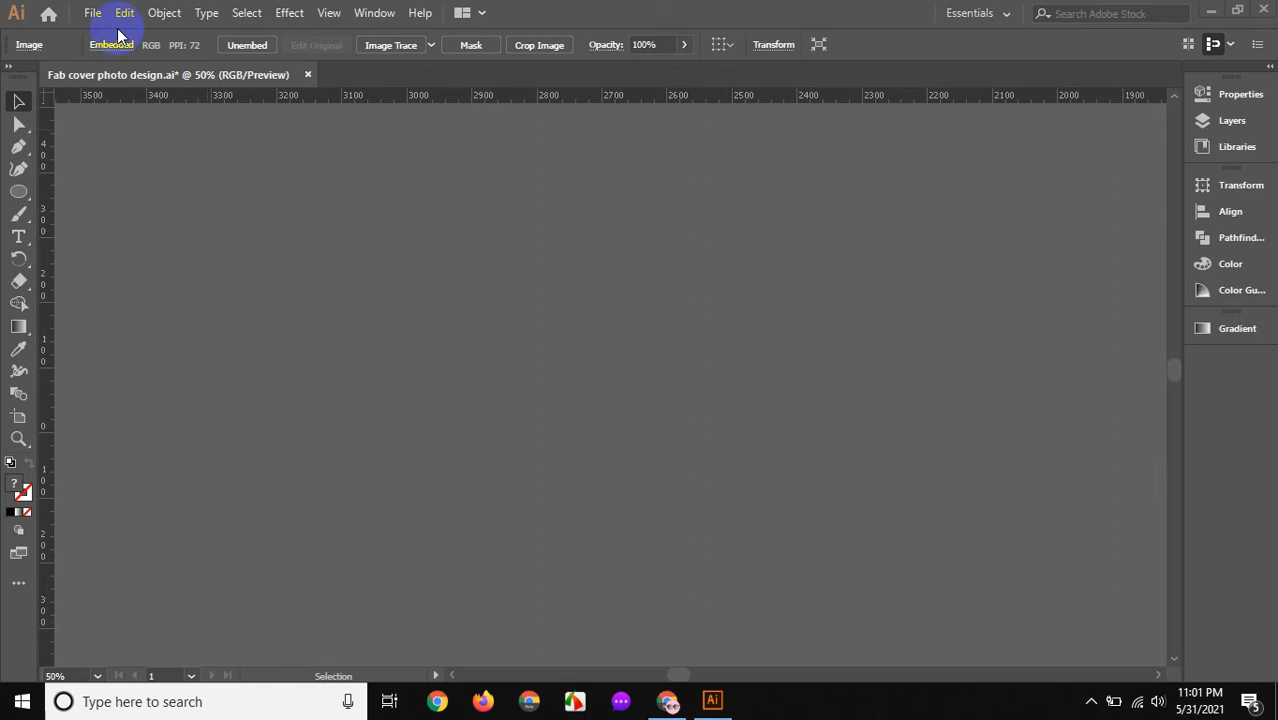 Ai File Edit Object Type Select Effect View Window Help Essentials Search Adobe Stock
Image Embedded RGB PPI: 72 Unembed Edit Original Image Trace Mask Crop Image Opacity: 100% Transform
Fab cover photo design.ai* @ 50% (RGB/Preview)
3500 3400 3300 3200 3100 3000 2900 2800 2700 2600 2500 2400 2300 2200 2100 2000 1900
Properties
Layers
Libraries
Transform
Align
Pathfind...
Color
Color Gu...
Gradient
400
300
200
100
0
100
200
300
?
50% 1 Selection
Type here to search Ai 11:01 PM
5/31/2021 5